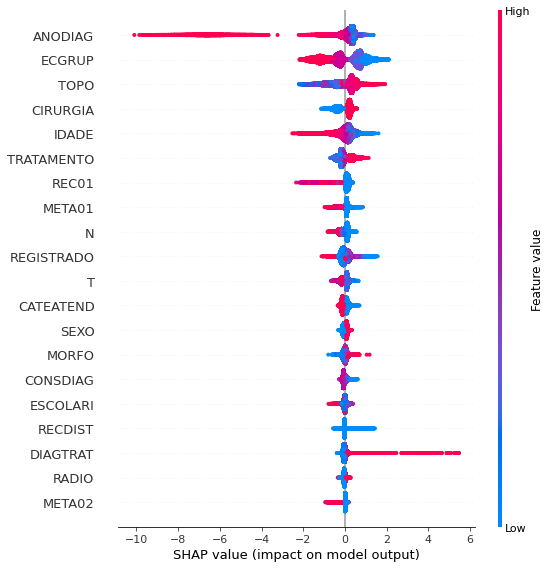 High
ANODIAG
ECGRUP
TOPO
CIRURGIA
IDADE
TRATAMENTO
REC01
META01
N
REGISTRADO
T
CATEATEND
SEXO
MORFO
CONSDIAG
ESCOLARI
RECDIST
DIAGTRAT
RADIO
META02
Feature value
Low
−10 −8 −6 −4 −2 0 2 4 6
SHAP value (impact on model output)